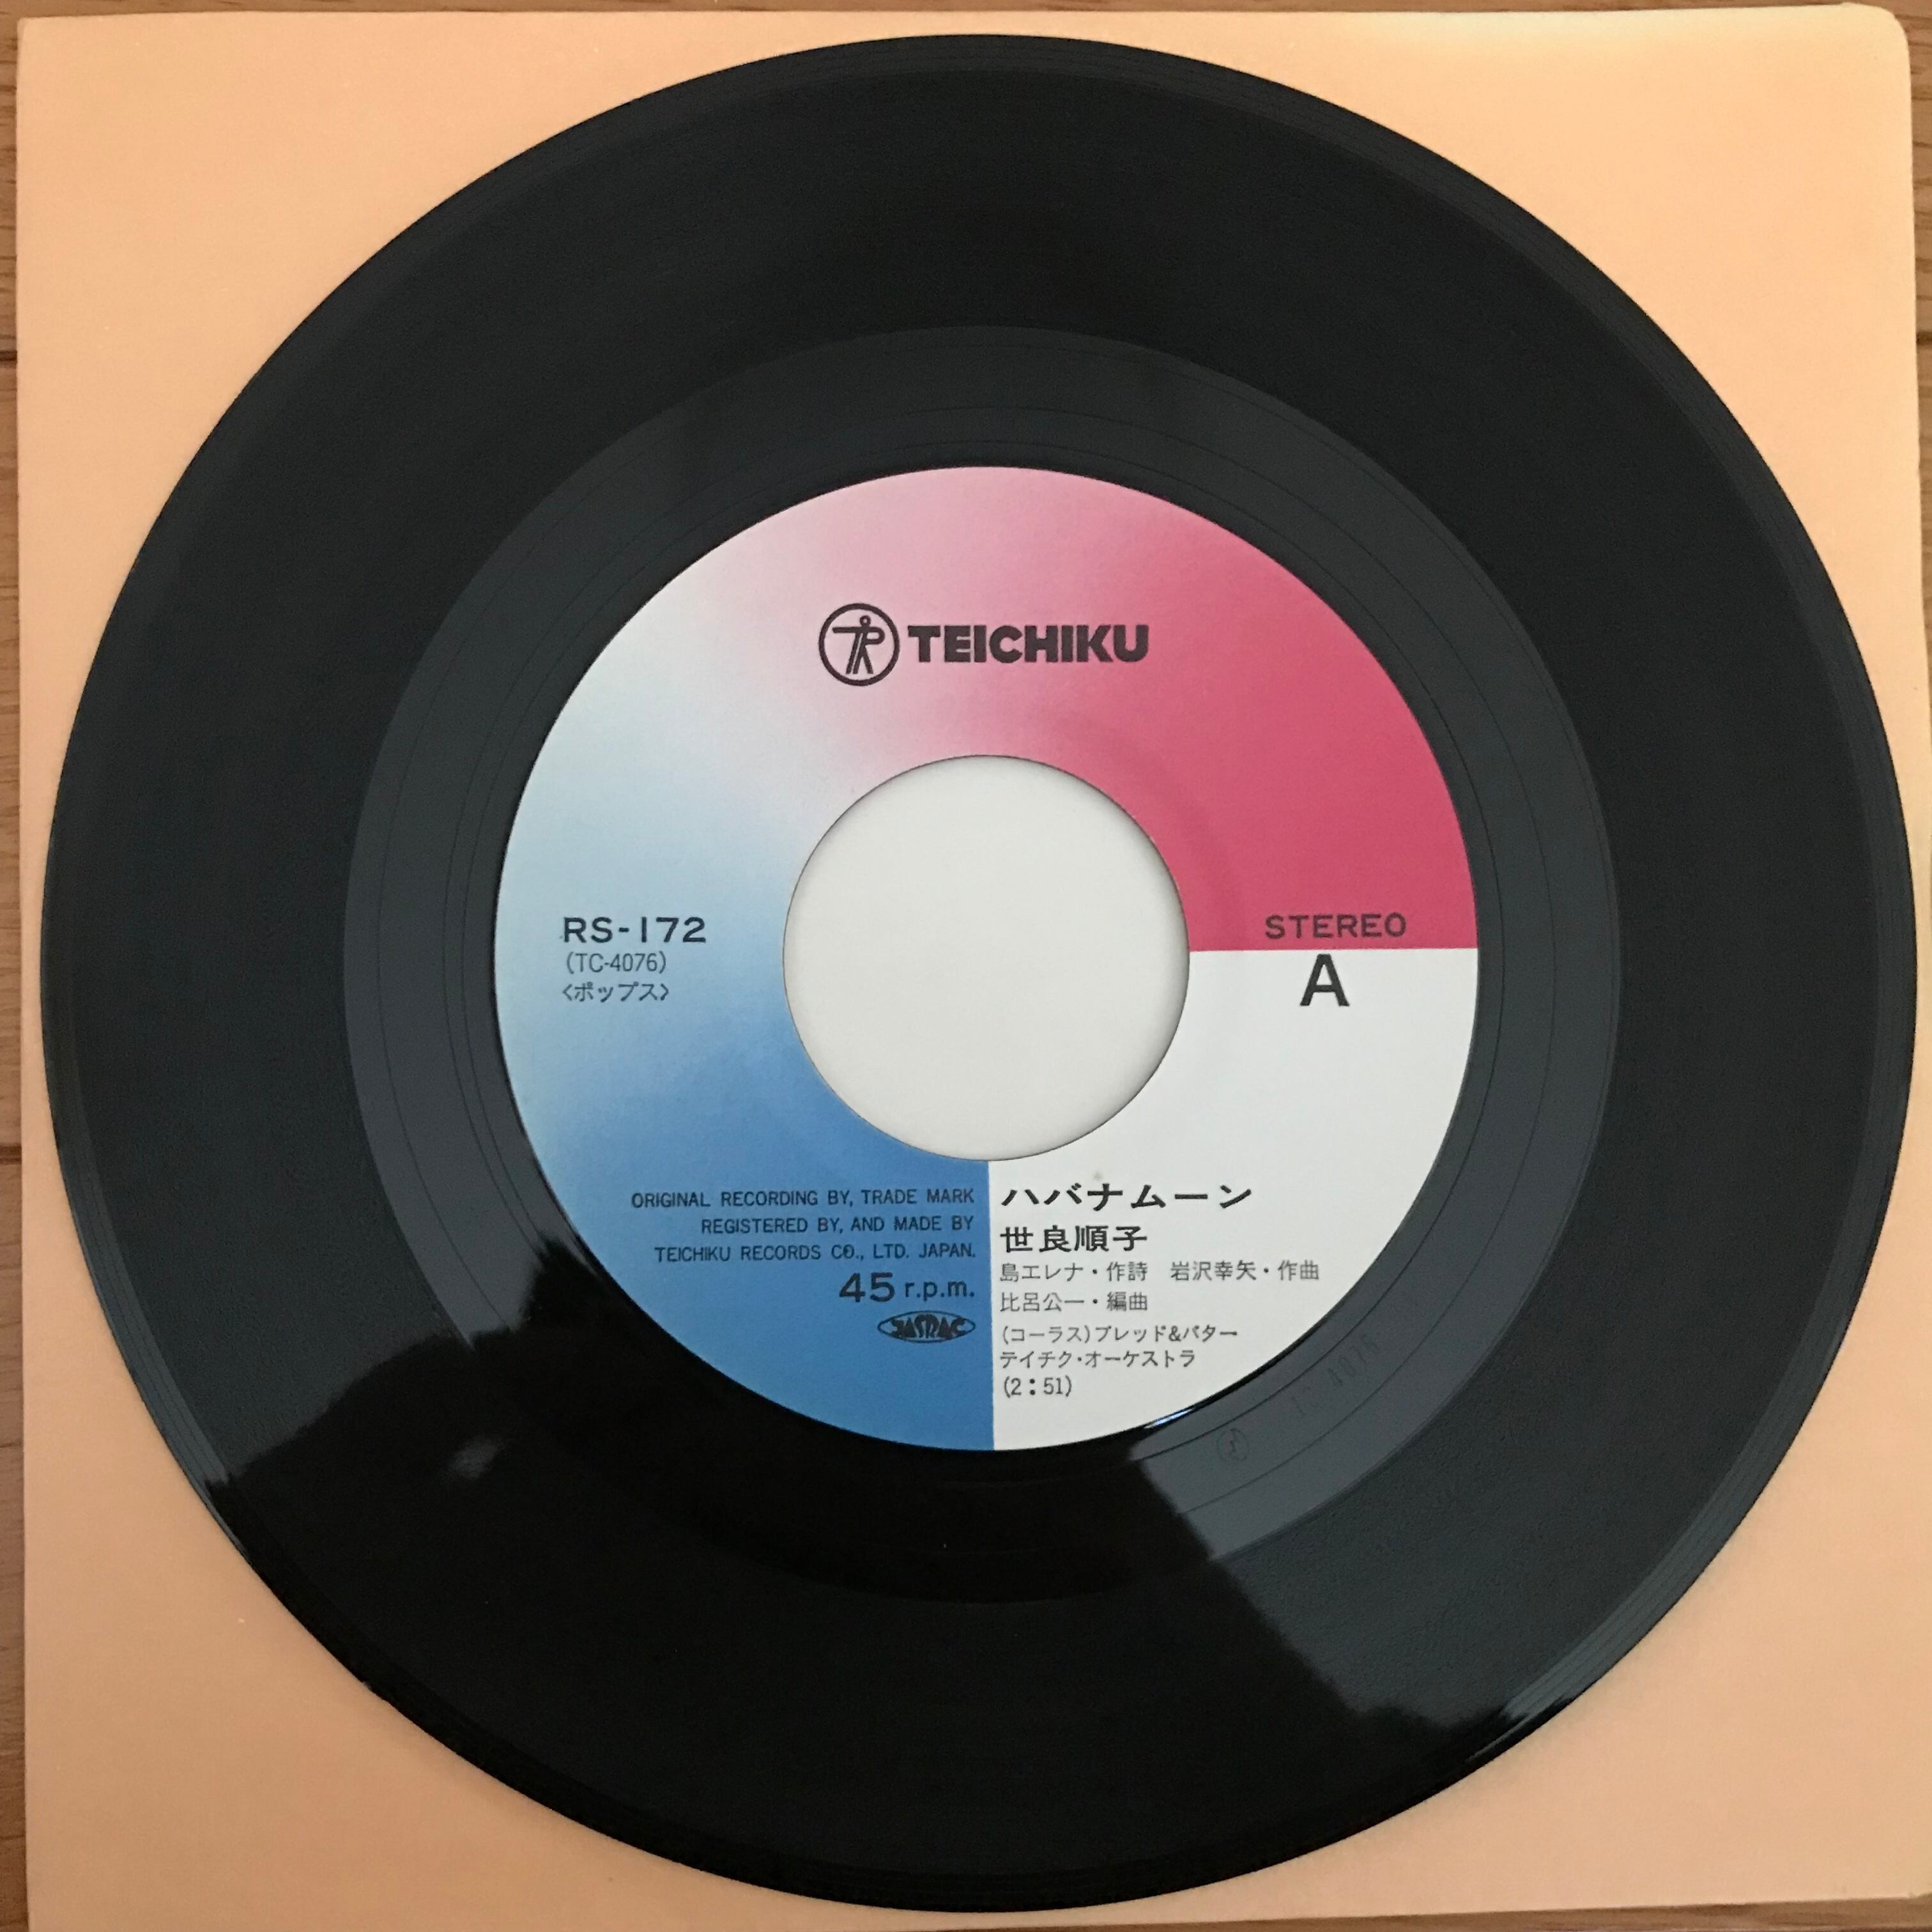 TEICHIKU
RS-172
(TC-4076)
<ポップス>
STEREO
A
ORIGINAL RECORDING BY, TRADE MARK
REGISTERED BY, AND MADE BY
TEICHIKU RECORDS CO., LTD. JAPAN.
45 r.p.m.
JASRAC
ハバナムーン
世良順子
島エレナ・作詩 岩沢幸矢・作曲
比呂公一・編曲
(コーラス)ブレッド&バター
テイチク・オーケストラ
(2:51)